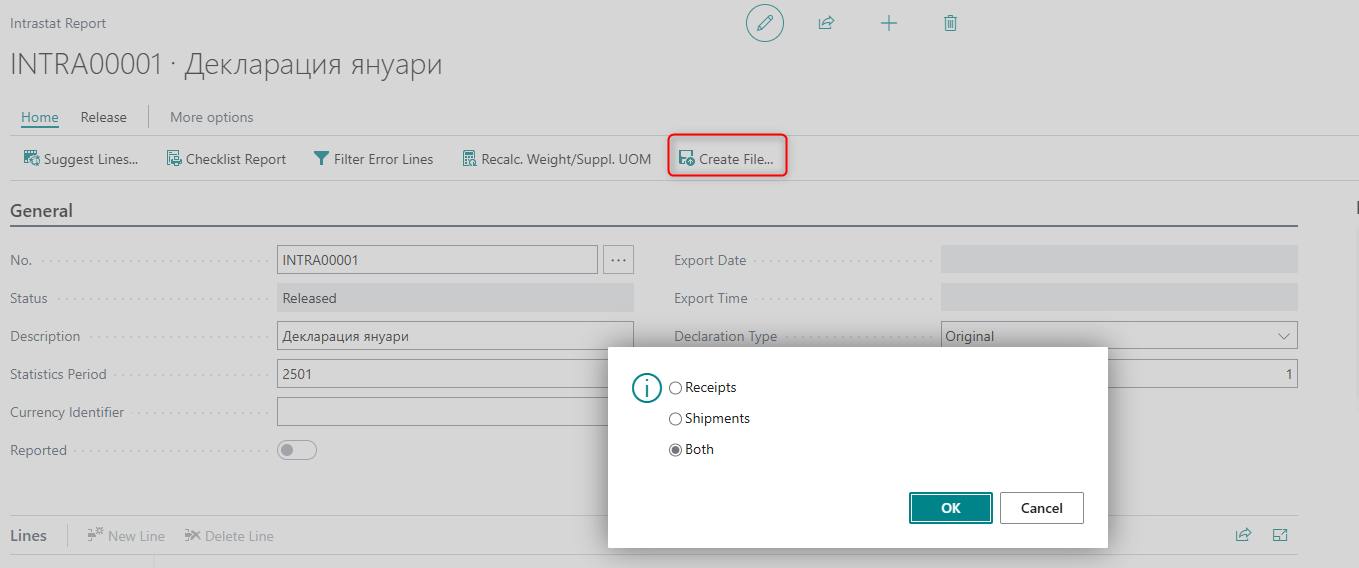 Intrastat Report
INTRA00001 · Декларация януари
Home Release More options
Suggest Lines... Checklist Report Filter Error Lines Recalc. Weight/Suppl. UOM Create File...
General
No. INTRA00001 ... Export Date
Status Released Export Time
Description Декларация януари Declaration Type Original
Statistics Period 2501 1
Currency Identifier
Reported
Receipts
Shipments
Both
OK Cancel
Lines New Line Delete Line